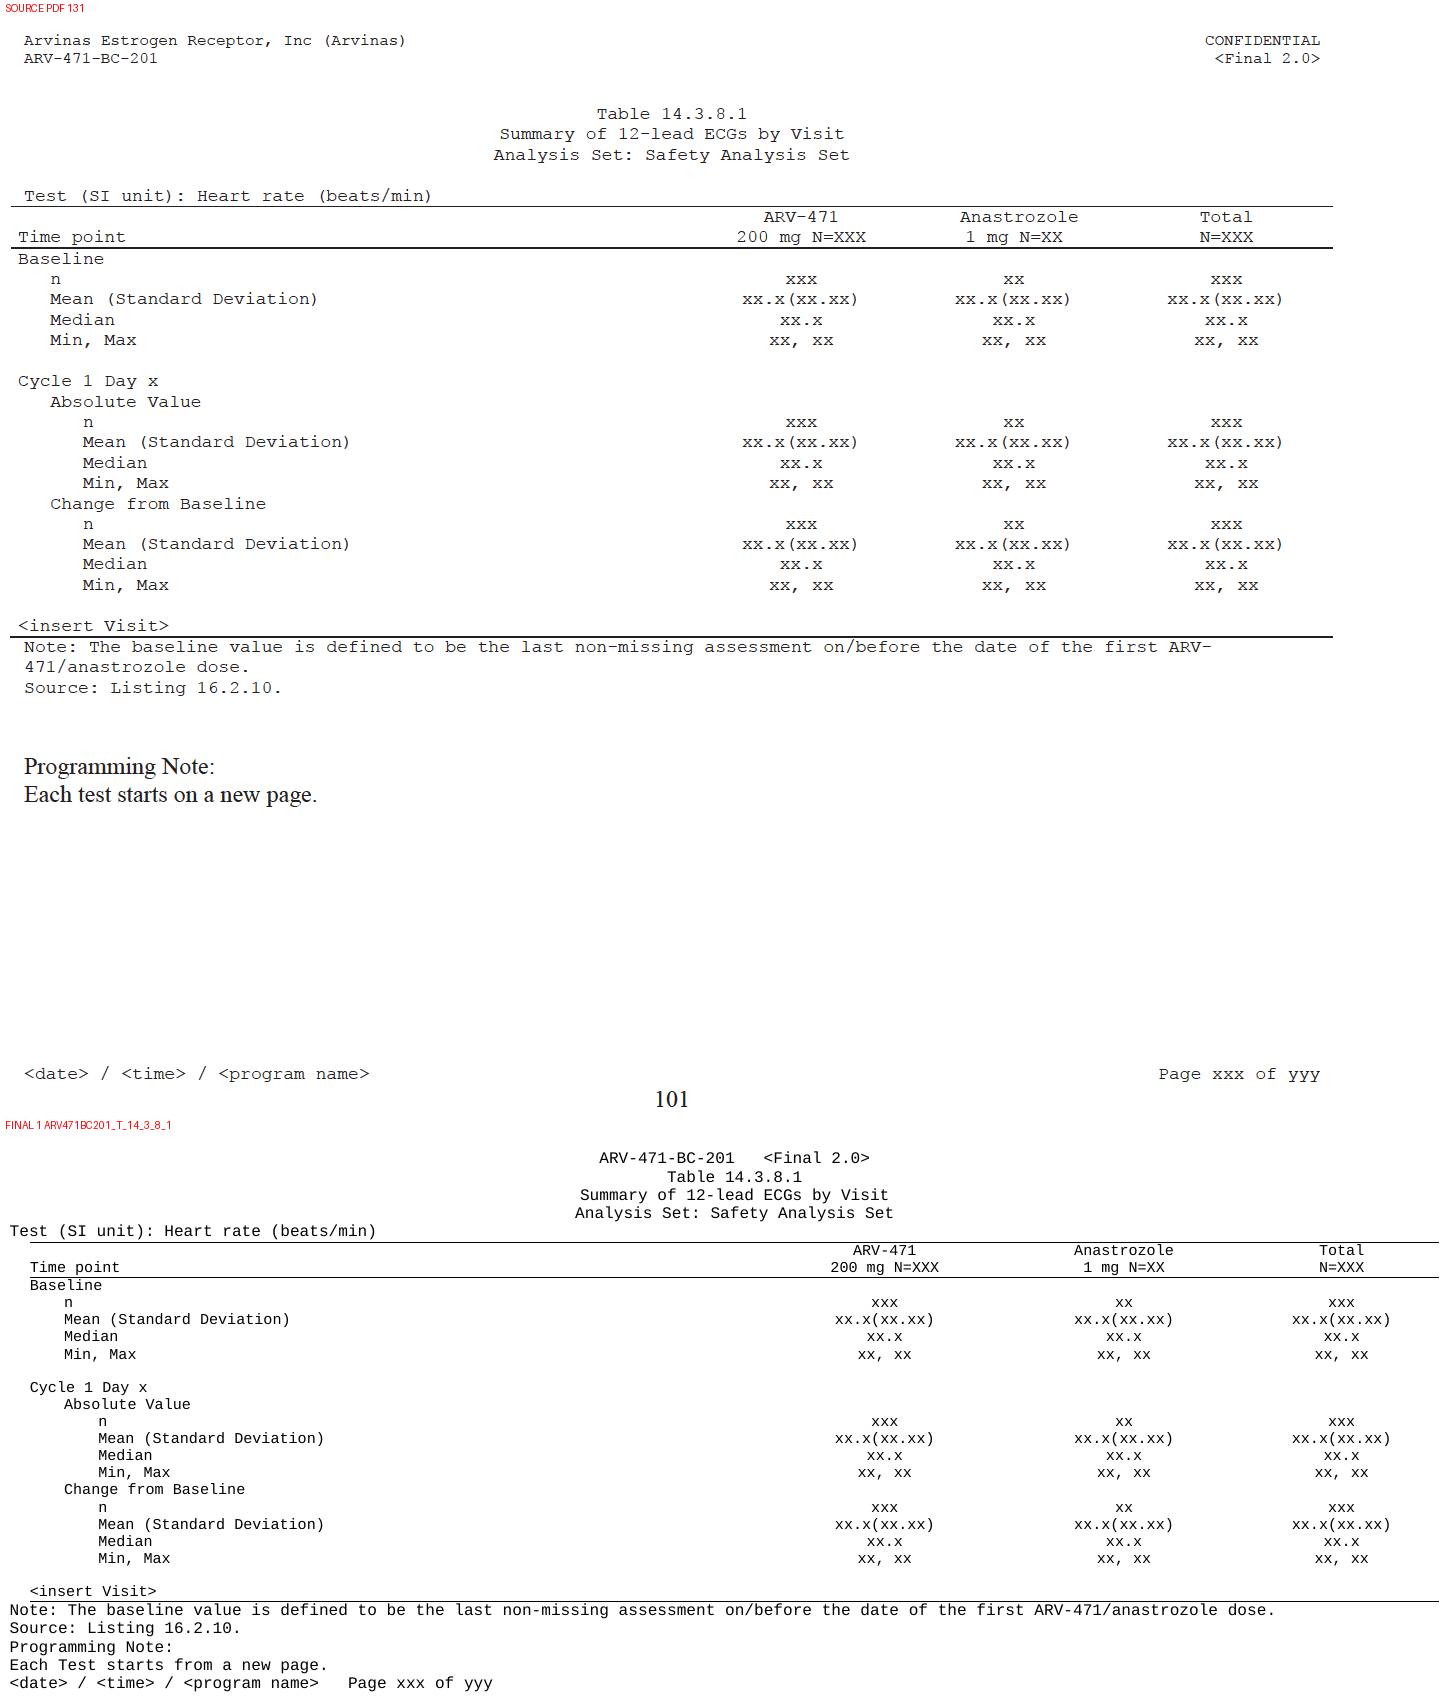 SOURCE PDF 131
Arvinas Estrogen Receptor, Inc (Arvinas) CONFIDENTIAL
ARV-471-BC-201 <Final 2.0>
Table 14.3.8.1
Summary of 12-lead ECGs by Visit
Analysis Set: Safety Analysis Set
Test (SI unit): Heart rate (beats/min)
ARV-471 Anastrozole Total
Time point 200 mg N=XXX 1 mg N=XX N=XXX
Baseline
n xxx xx xxx
Mean (Standard Deviation) xx.x(xx.xx) xx.x(xx.xx) xx.x(xx.xx)
Median xx.x xx.x xx.x
Min, Max xx, xx xx, xx xx, xx
Cycle 1 Day x
Absolute Value
n xxx xx xxx
Mean (Standard Deviation) xx.x(xx.xx) xx.x(xx.xx) xx.x(xx.xx)
Median xx.x xx.x xx.x
Min, Max xx, xx xx, xx xx, xx
Change from Baseline
n xxx xx xxx
Mean (Standard Deviation) xx.x(xx.xx) xx.x(xx.xx) xx.x(xx.xx)
Median xx.x xx.x xx.x
Min, Max xx, xx xx, xx xx, xx
<insert Visit>
Note: The baseline value is defined to be the last non-missing assessment on/before the date of the first ARV-
471/anastrozole dose.
Source: Listing 16.2.10.
Programming Note:
Each test starts on a new page.
<date> / <time> / <program name> Page xxx of yyy
101
FINAL 1 ARV471BC201_T_14_3_8_1
ARV-471-BC-201 <Final 2.0>
Table 14.3.8.1
Summary of 12-lead ECGs by Visit
Analysis Set: Safety Analysis Set
Test (SI unit): Heart rate (beats/min)
ARV-471 Anastrozole Total
Time point 200 mg N=XXX 1 mg N=XX N=XXX
Baseline
n xxx xx xxx
Mean (Standard Deviation) xx.x(xx.xx) xx.x(xx.xx) xx.x(xx.xx)
Median xx.x xx.x xx.x
Min, Max xx, xx xx, xx xx, xx
Cycle 1 Day x
Absolute Value
n xxx xx xxx
Mean (Standard Deviation) xx.x(xx.xx) xx.x(xx.xx) xx.x(xx.xx)
Median xx.x xx.x xx.x
Min, Max xx, xx xx, xx xx, xx
Change from Baseline
n xxx xx xxx
Mean (Standard Deviation) xx.x(xx.xx) xx.x(xx.xx) xx.x(xx.xx)
Median xx.x xx.x xx.x
Min, Max xx, xx xx, xx xx, xx
<insert Visit>
Note: The baseline value is defined to be the last non-missing assessment on/before the date of the first ARV-471/anastrozole dose.
Source: Listing 16.2.10.
Programming Note:
Each Test starts from a new page.
<date> / <time> / <program name> Page xxx of yyy